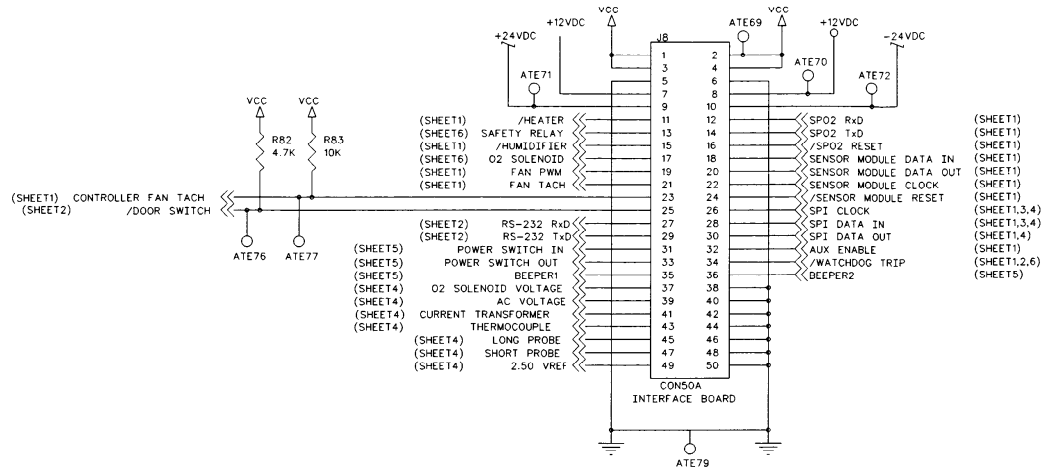 VCC
VCC
+12VDC
ATE69
+12VDC
+24VDC
J8
-24VDC
ATE71
ATE70
ATE72
1 2
3 4
5 6
7 8
9 10
VCC VCC
R82
4.7K
R83
10K
(SHEET1) /HEATER 11 12 SPO2 RxD (SHEET1)
(SHEET6) SAFETY RELAY 13 14 SPO2 TxD (SHEET1)
(SHEET1) /HUMIDIFIER 15 16 /SPO2 RESET (SHEET1)
(SHEET6) O2 SOLENOID 17 18 SENSOR MODULE DATA IN (SHEET1)
(SHEET1) FAN PWM 19 20 SENSOR MODULE DATA OUT (SHEET1)
(SHEET1) FAN TACH 21 22 SENSOR MODULE CLOCK (SHEET1)
(SHEET1) CONTROLLER FAN TACH 23 24 /SENSOR MODULE RESET (SHEET1)
(SHEET2) /DOOR SWITCH 25 26 SPI CLOCK (SHEET1,3,4)
(SHEET2) RS-232 RxD 27 28 SPI DATA IN (SHEET1,3,4)
(SHEET2) RS-232 TxD 29 30 SPI DATA OUT (SHEET1,4)
ATE76 ATE77
(SHEET5) POWER SWITCH IN 31 32 AUX ENABLE (SHEET1)
(SHEET5) POWER SWITCH OUT 33 34 /WATCHDOG TRIP (SHEET1,2,6)
(SHEET5) BEEPER1 35 36 BEEPER2 (SHEET5)
(SHEET4) O2 SOLENOID VOLTAGE 37 38
(SHEET4) AC VOLTAGE 39 40
(SHEET4) CURRENT TRANSFORMER 41 42
(SHEET4) THERMOCOUPLE 43 44
(SHEET4) LONG PROBE 45 46
(SHEET4) SHORT PROBE 47 48
(SHEET4) 2.50 VREF 49 50
CON50A
INTERFACE BOARD
ATE79